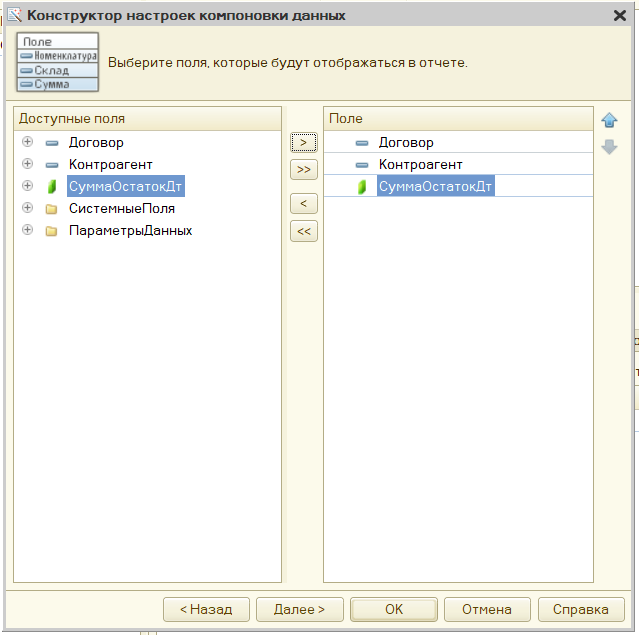 Конструктор настроек компоновки данных
Поле
Номенклатура
Склад
Сумма
Выберите поля, которые будут отображаться в отчете.
Доступные поля
Договор
Контроагент
СуммаОстатокДт
СистемныеПоля
ПараметрыДанных
>
>>
<
<<
Поле
Договор
Контроагент
СуммаОстатокДт
< Назад
Далее >
OK
Отмена
Справка